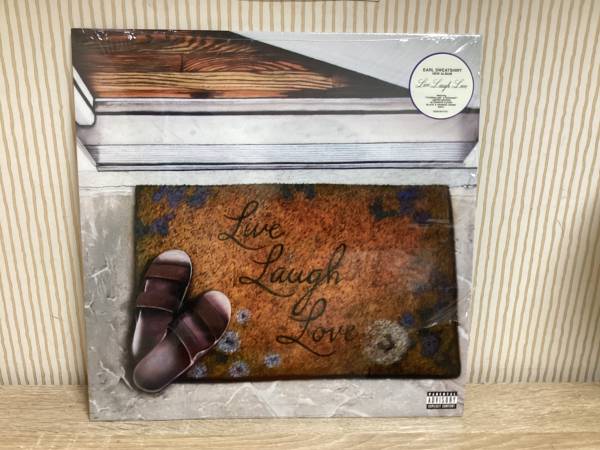 EARL SWEATSHIRT
NEW ALBUM
Live Laugh Love
Live
Laugh
Love
PARENTAL
ADVISORY
EXPLICIT CONTENT